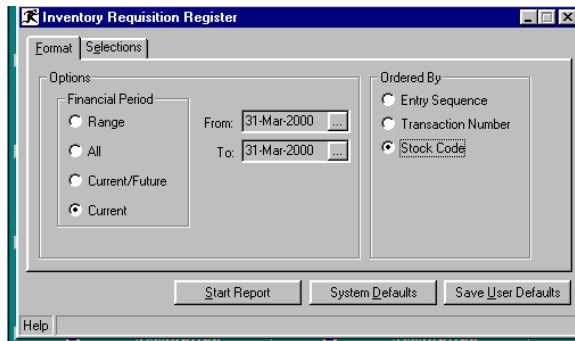 Inventory Requisition Register
Format Selections
Options
Financial Period
Range
All
Current/Future
Current
From: 31-Mar-2000 ...
To: 31-Mar-2000 ...
Ordered By
Entry Sequence
Transaction Number
Stock Code
Start Report System Defaults Save User Defaults
Help